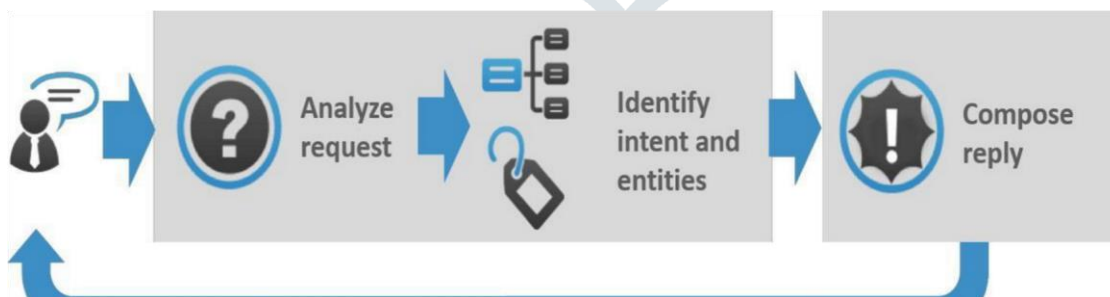 Analyze
request
Identify
intent and
entities
Compose
reply